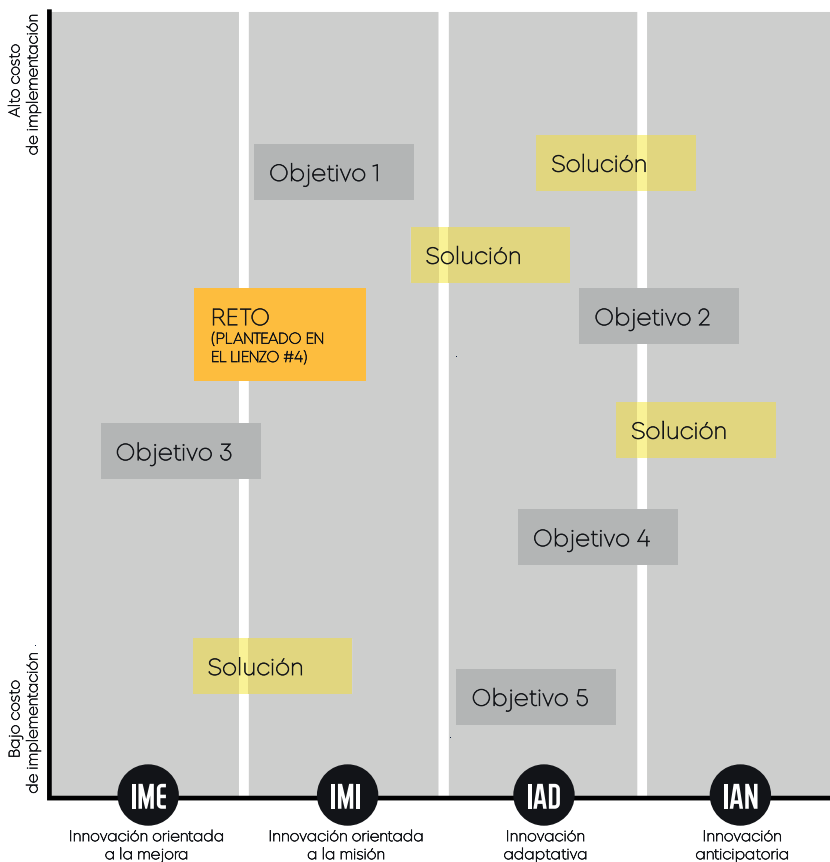 Alto costo
de implementación
Objetivo 1
Solución
Solución
RETO
(PLANTEADO EN
EL LIENZO #4)
Objetivo 2
Solución
Objetivo 3
Objetivo 4
Solución
Objetivo 5
Bajo costo
de implementación
IME
IMI
IAD
IAN
Innovación orientada
a la mejora
Innovación orientada
a la misión
Innovación
adaptativa
Innovación
anticipatoria